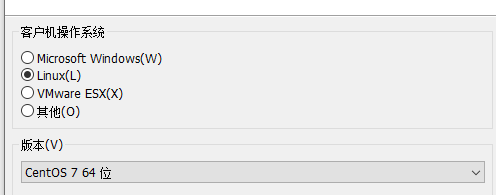 客户机操作系统
Microsoft Windows(W)
Linux(L)
VMware ESX(X)
其他(O)
版本(V)
CentOS 7 64 位